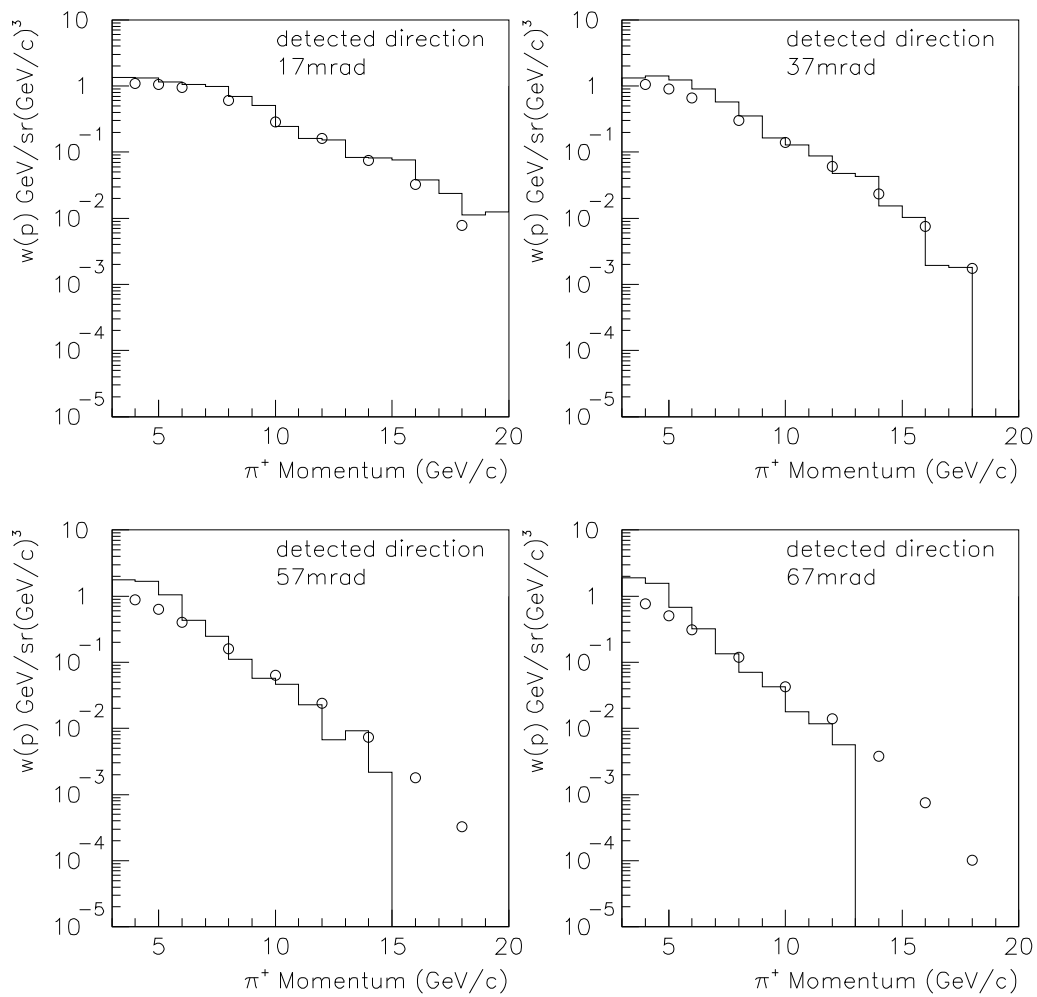 w(p) GeV/sr(GeV/c)³
10
1
10⁻¹
10⁻²
10⁻³
10⁻⁴
10⁻⁵
detected direction
17mrad
5 10 15 20
π⁺ Momentum (GeV/c)
w(p) GeV/sr(GeV/c)³
10
1
10⁻¹
10⁻²
10⁻³
10⁻⁴
10⁻⁵
detected direction
37mrad
5 10 15 20
π⁺ Momentum (GeV/c)
w(p) GeV/sr(GeV/c)³
10
1
10⁻¹
10⁻²
10⁻³
10⁻⁴
10⁻⁵
detected direction
57mrad
5 10 15 20
π⁺ Momentum (GeV/c)
w(p) GeV/sr(GeV/c)³
10
1
10⁻¹
10⁻²
10⁻³
10⁻⁴
10⁻⁵
detected direction
67mrad
5 10 15 20
π⁺ Momentum (GeV/c)